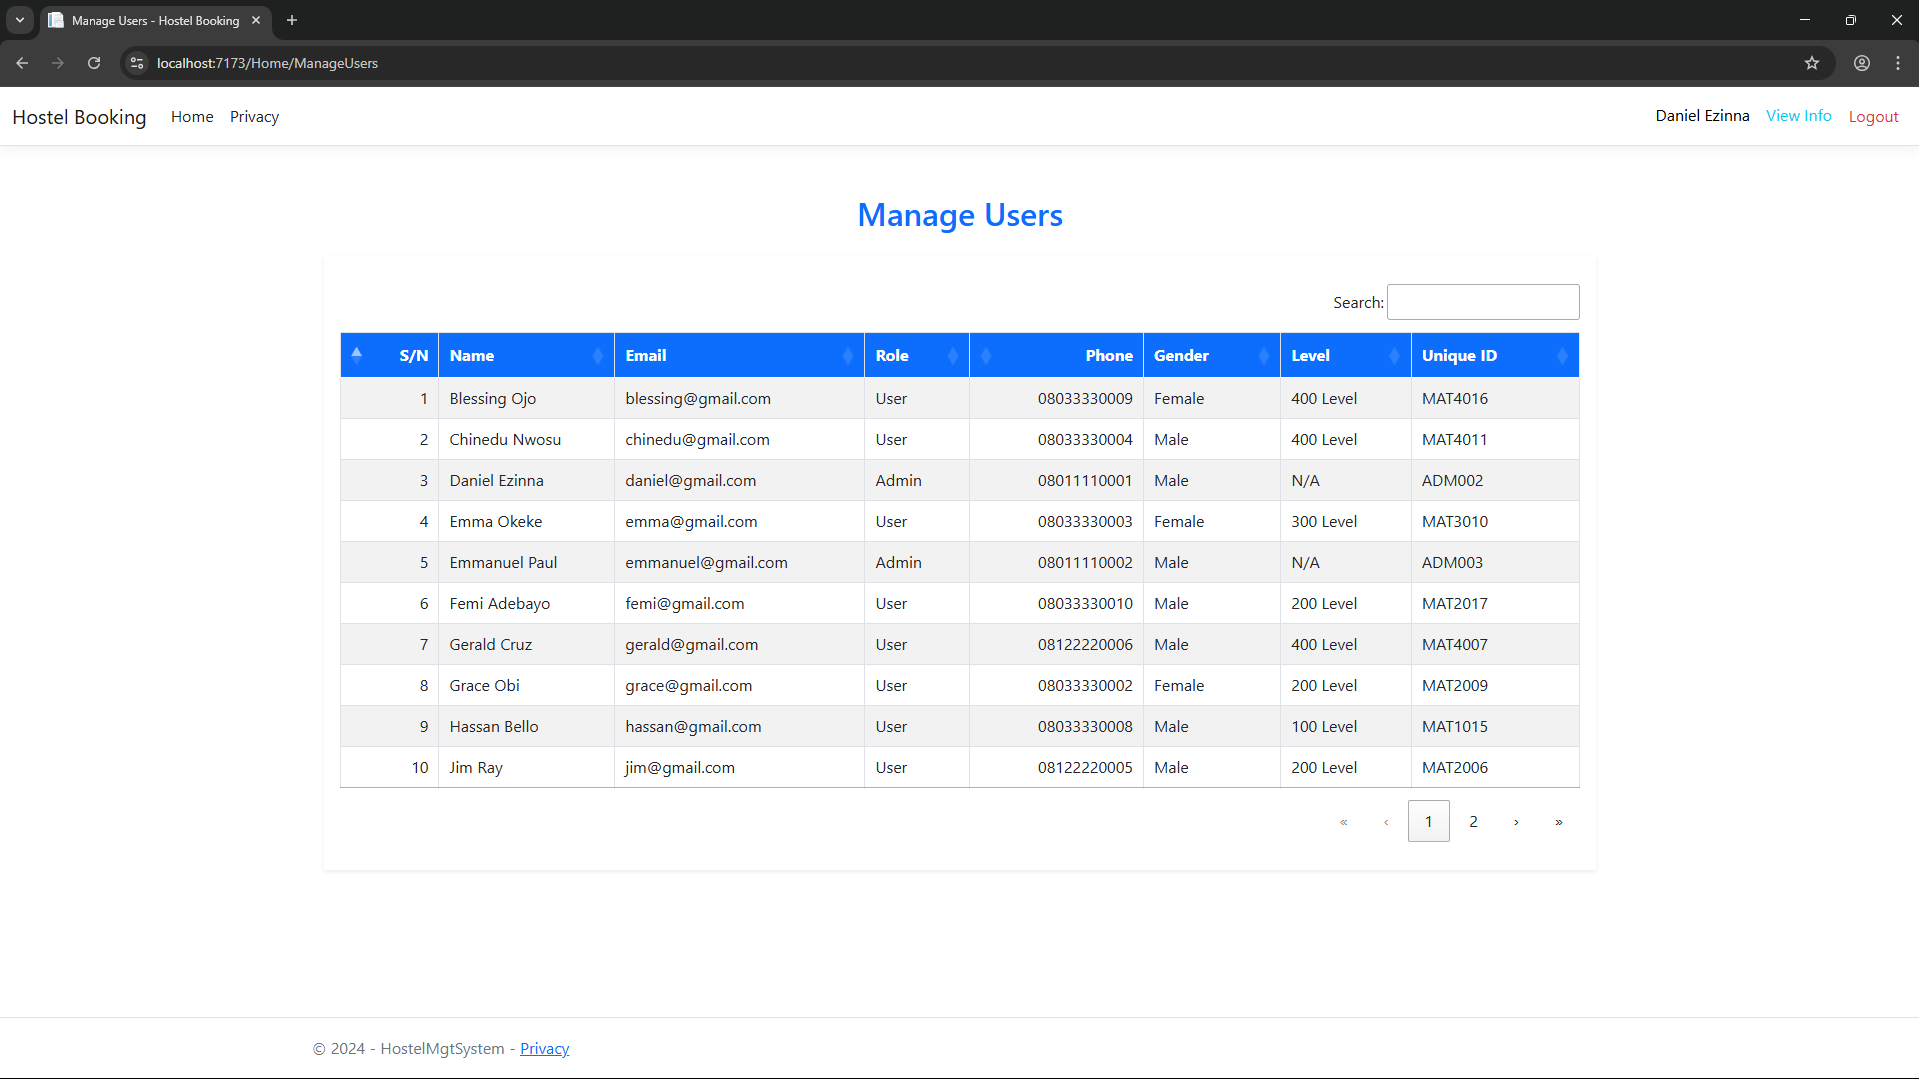 Manage Users - Hostel Booking
localhost:7173/Home/ManageUsers
Hostel Booking Home Privacy Daniel Ezinna View Info Logout
Manage Users
Search:
S/N Name Email Role Phone Gender Level Unique ID
1 Blessing Ojo blessing@gmail.com User 08033330009 Female 400 Level MAT4016
2 Chinedu Nwosu chinedu@gmail.com User 08033330004 Male 400 Level MAT4011
3 Daniel Ezinna daniel@gmail.com Admin 08011110001 Male N/A ADM002
4 Emma Okeke emma@gmail.com User 08033330003 Female 300 Level MAT3010
5 Emmanuel Paul emmanuel@gmail.com Admin 08011110002 Male N/A ADM003
6 Femi Adebayo femi@gmail.com User 08033330010 Male 200 Level MAT2017
7 Gerald Cruz gerald@gmail.com User 08122220006 Male 400 Level MAT4007
8 Grace Obi grace@gmail.com User 08033330002 Female 200 Level MAT2009
9 Hassan Bello hassan@gmail.com User 08033330008 Male 100 Level MAT1015
10 Jim Ray jim@gmail.com User 08122220005 Male 200 Level MAT2006
« ‹ 1 2 › »
© 2024 - HostelMgtSystem - Privacy